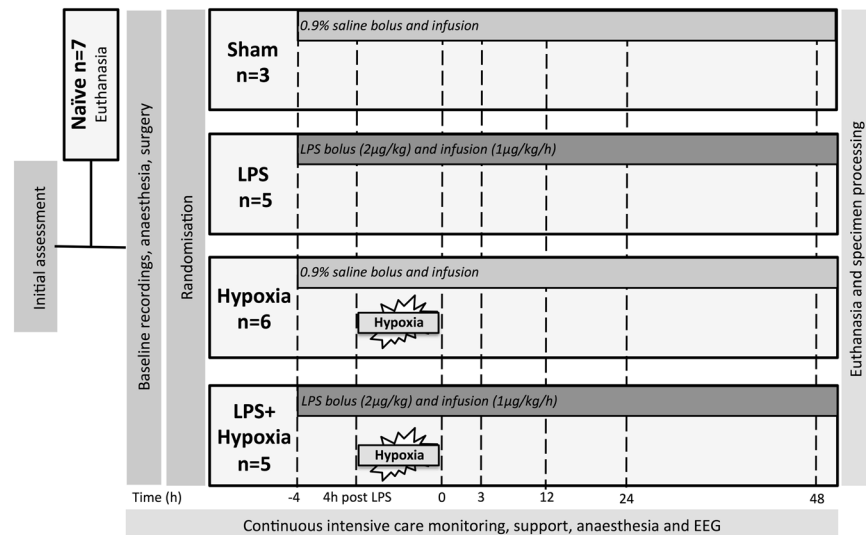 Initial assessment
Naïve n=7
Euthanasia
Baseline recordings, anaesthesia, surgery
Randomisation
Sham
n=3
0.9% saline bolus and infusion
LPS
n=5
LPS bolus (2µg/kg) and infusion (1µg/kg/h)
Hypoxia
n=6
0.9% saline bolus and infusion
Hypoxia
LPS+
Hypoxia
n=5
LPS bolus (2µg/kg) and infusion (1µg/kg/h)
Hypoxia
Time (h) -4 4h post LPS 0 3 12 24 48
Continuous intensive care monitoring, support, anaesthesia and EEG
Euthanasia and specimen processing